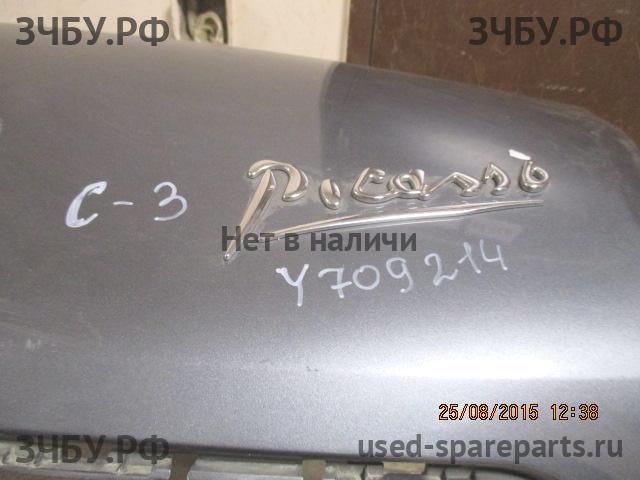 ЗЧБУ.РФ ЗЧБУ.РФ
Picasso
С-3
Нет в наличи
Y709214
25/08/2015 12:38
ЗЧБУ.РФ used-spareparts.ru